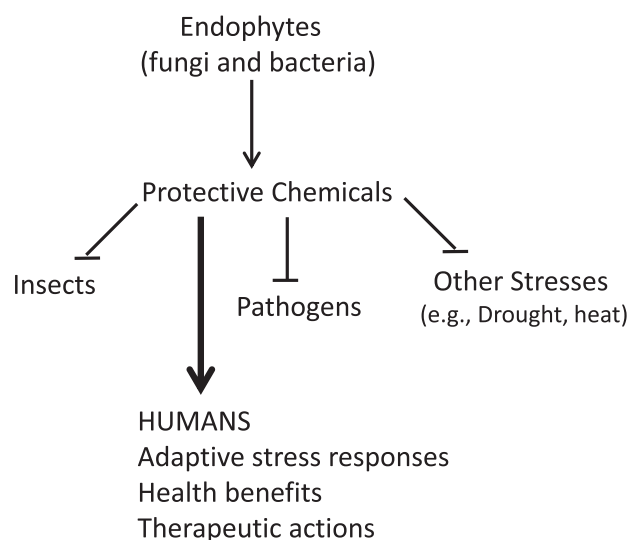 Endophytes
(fungi and bacteria)
Protective Chemicals
Insects
Pathogens
Other Stresses
(e.g., Drought, heat)
HUMANS
Adaptive stress responses
Health benefits
Therapeutic actions